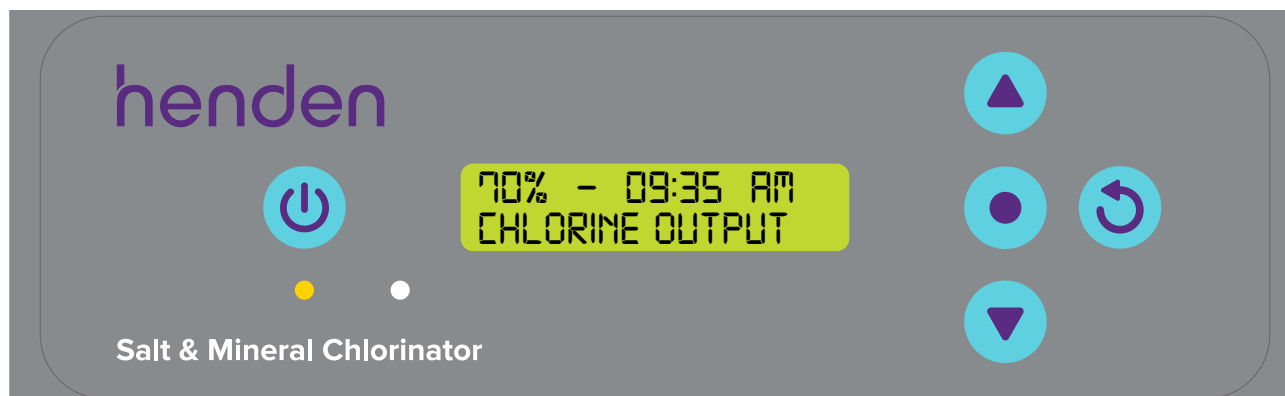 henden
70% - 09:35 AM
CHLORINE OUTPUT
Salt & Mineral Chlorinator